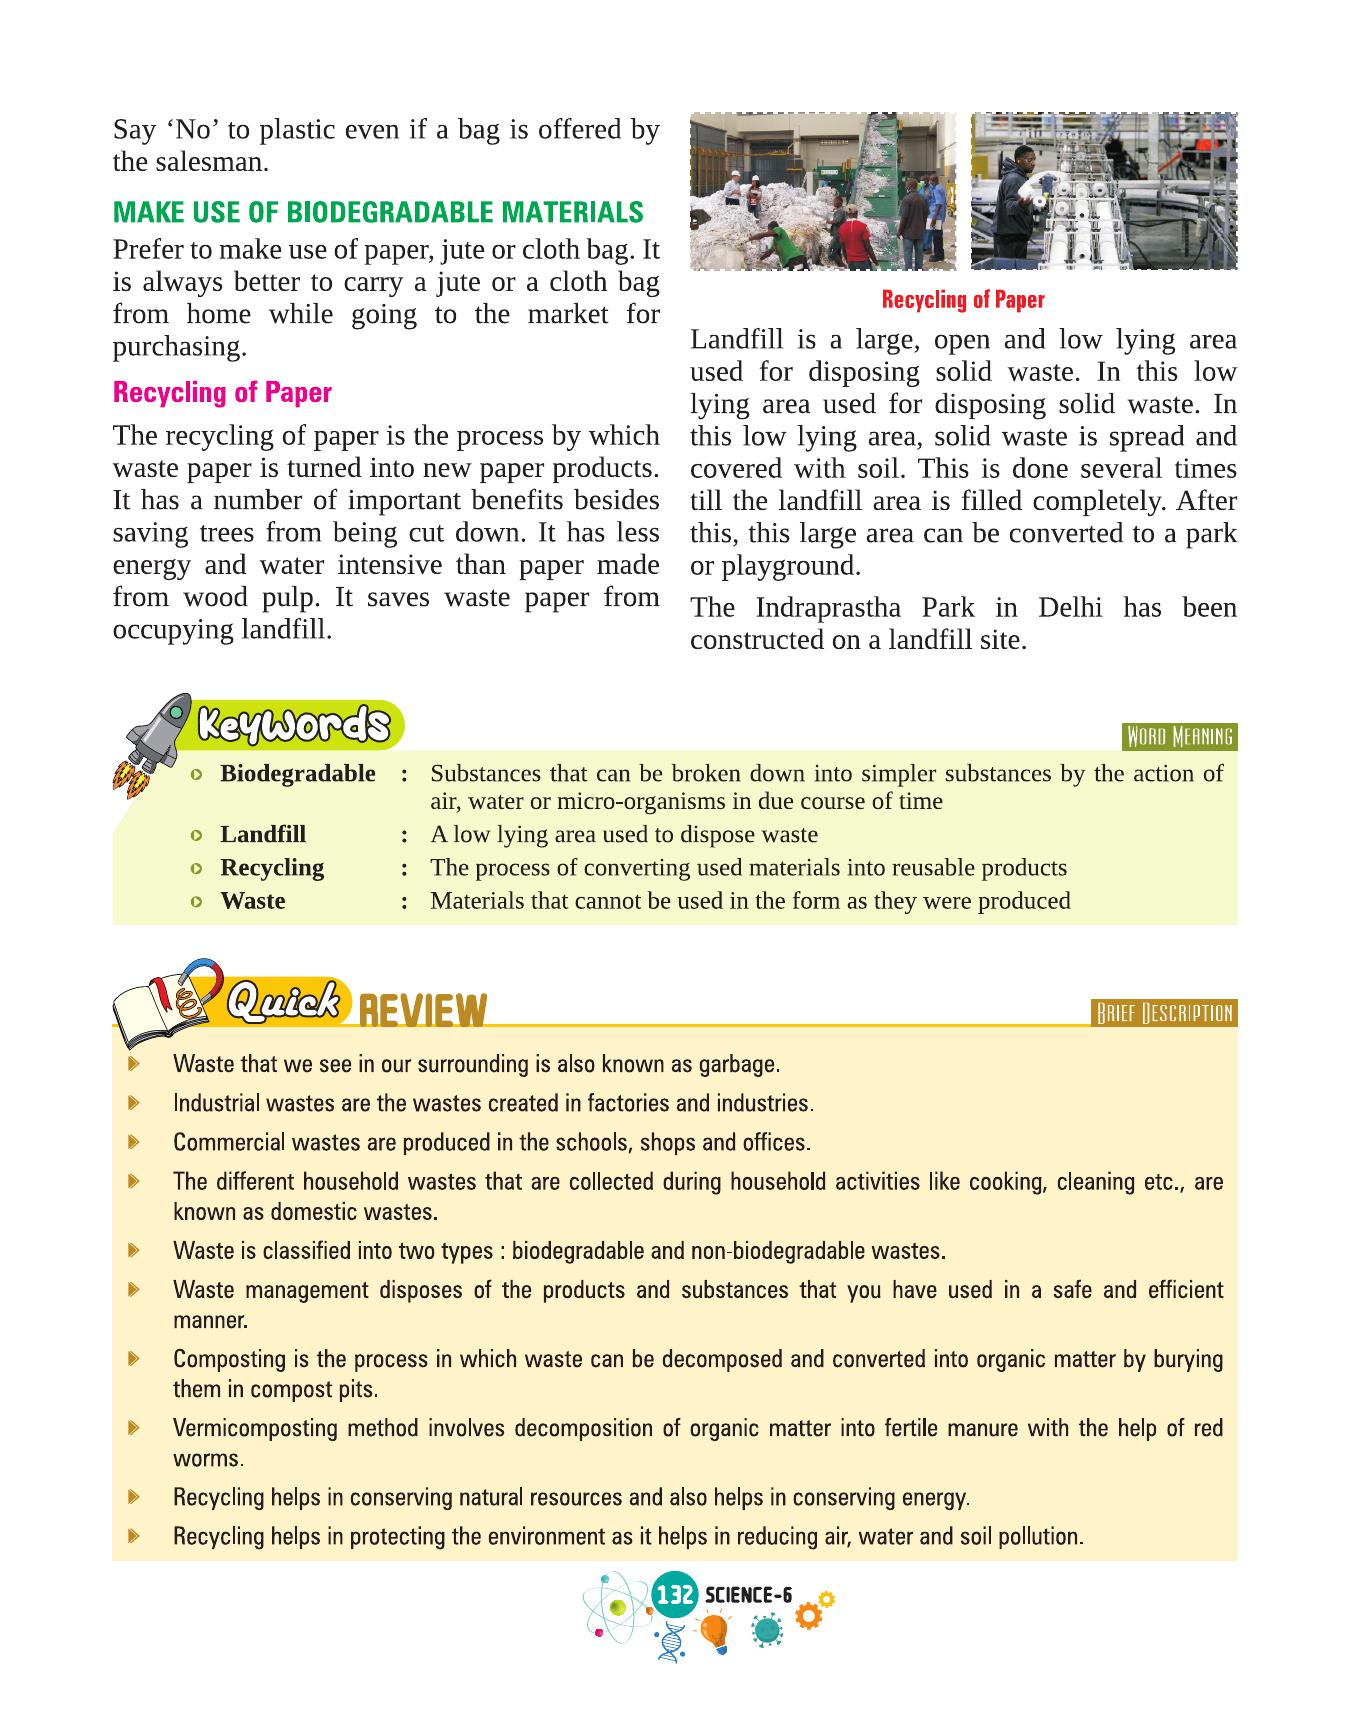 Say ‘No’ to plastic even if a bag is offered by
the salesman.
MAKE USE OF BIODEGRADABLE MATERIALS
Prefer to make use of paper, jute or cloth bag. It
is always better to carry a jute or a cloth bag
from home while going to the market for
purchasing.
Recycling of Paper
The recycling of paper is the process by which
waste paper is turned into new paper products.
It has a number of important benefits besides
saving trees from being cut down. It has less
energy and water intensive than paper made
from wood pulp. It saves waste paper from
occupying landfill.
Recycling of Paper
Landfill is a large, open and low lying area
used for disposing solid waste. In this low
lying area used for disposing solid waste. In
this low lying area, solid waste is spread and
covered with soil. This is done several times
till the landfill area is filled completely. After
this, this large area can be converted to a park
or playground.
The Indraprastha Park in Delhi has been
constructed on a landfill site.
KeyWords
WORD MEANING
Biodegradable : Substances that can be broken down into simpler substances by the action of
air, water or micro-organisms in due course of time
Landfill : A low lying area used to dispose waste
Recycling : The process of converting used materials into reusable products
Waste : Materials that cannot be used in the form as they were produced
Quick REVIEW
BRIEF DESCRIPTION
Waste that we see in our surrounding is also known as garbage.
Industrial wastes are the wastes created in factories and industries.
Commercial wastes are produced in the schools, shops and offices.
The different household wastes that are collected during household activities like cooking, cleaning etc., are
known as domestic wastes.
Waste is classified into two types : biodegradable and non-biodegradable wastes.
Waste management disposes of the products and substances that you have used in a safe and efficient
manner.
Composting is the process in which waste can be decomposed and converted into organic matter by burying
them in compost pits.
Vermicomposting method involves decomposition of organic matter into fertile manure with the help of red
worms.
Recycling helps in conserving natural resources and also helps in conserving energy.
Recycling helps in protecting the environment as it helps in reducing air, water and soil pollution.
132 SCIENCE-6